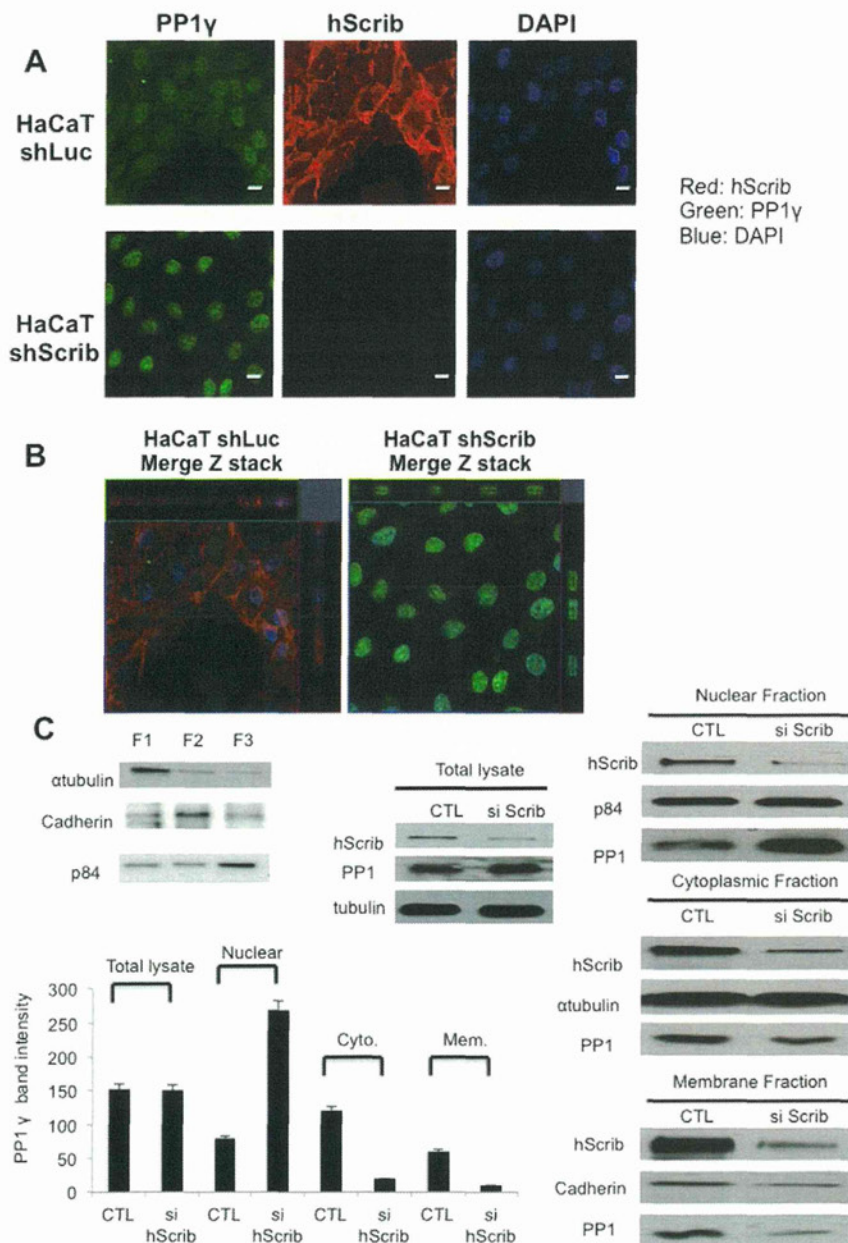 PP1γ hScrib DAPI
A
HaCaT
shLuc
HaCaT
shScrib
Red: hScrib
Green: PP1γ
Blue: DAPI
B
HaCaT shLuc
Merge Z stack
HaCaT shScrib
Merge Z stack
C
F1 F2 F3
αtubulin
Cadherin
p84
Total lysate
CTL si Scrib
hScrib
PP1
tubulin
Nuclear Fraction
CTL si Scrib
hScrib
p84
PP1
Cytoplasmic Fraction
CTL si Scrib
hScrib
αtubulin
PP1
Membrane Fraction
CTL si Scrib
hScrib
Cadherin
PP1
Total lysate
Nuclear
Cyto.
Mem.
PP1 γ band intensity
300
250
200
150
100
50
0
CTL si CTL si CTL si CTL si
hScrib hScrib hScrib hScrib